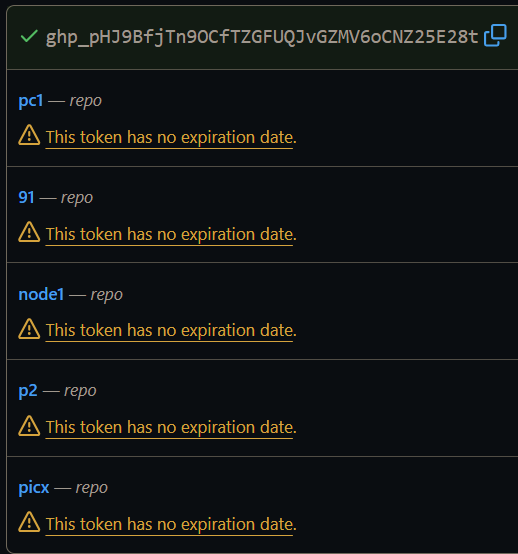 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
pc1 — repo
This token has no expiration date.
91 — repo
This token has no expiration date.
node1 — repo
This token has no expiration date.
p2 — repo
This token has no expiration date.
picx — repo
This token has no expiration date.